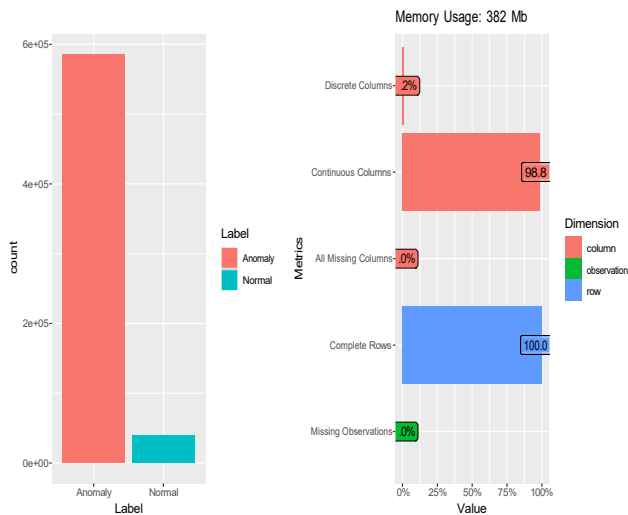 6e+05
4e+05
2e+05
0e+00
count
Anomaly
Normal
Label
Label
Anomaly
Normal
Memory Usage: 382 Mb
Metrics
Discrete Columns
.2%
Continuous Columns
98.8
All Missing Columns
.0%
Complete Rows
100.0
Missing Observations
.0%
0%
25%
50%
75%
100%
Value
Dimension
column
observation
row